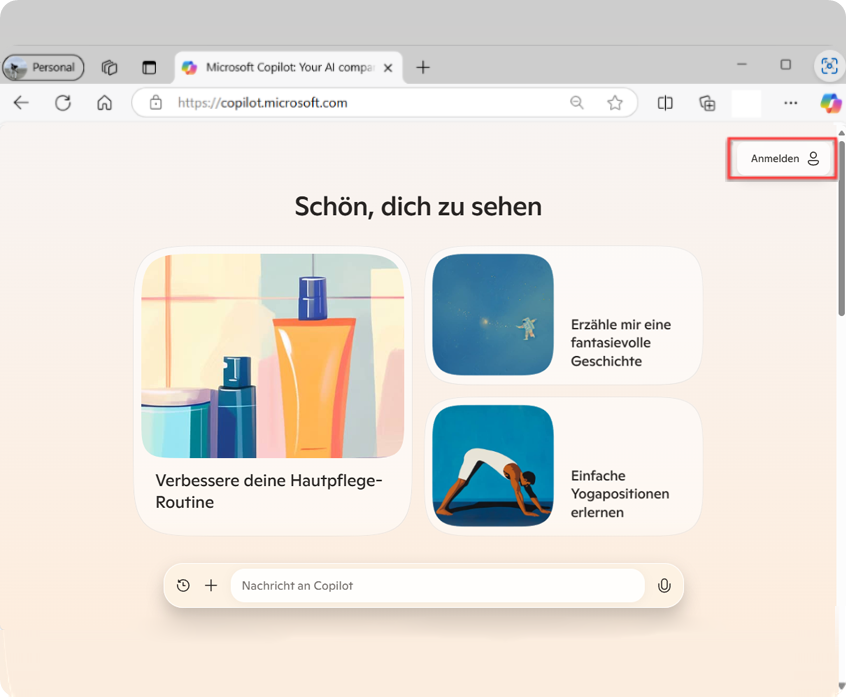 Personal
Microsoft Copilot: Your AI compa
https://copilot.microsoft.com
Anmelden
Schön, dich zu sehen
Verbessere deine Hautpflege-
Routine
Erzähle mir eine
fantasievolle
Geschichte
Einfache
Yogapositionen
erlernen
Nachricht an Copilot